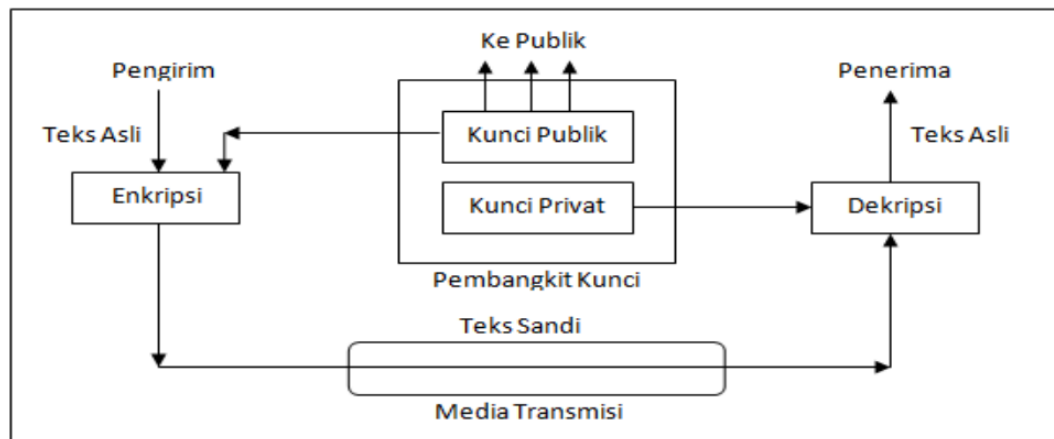 Ke Publik
Pengirim
Penerima
Teks Asli
Kunci Publik
Teks Asli
Enkripsi
Kunci Privat
Dekripsi
Pembangkit Kunci
Teks Sandi
Media Transmisi